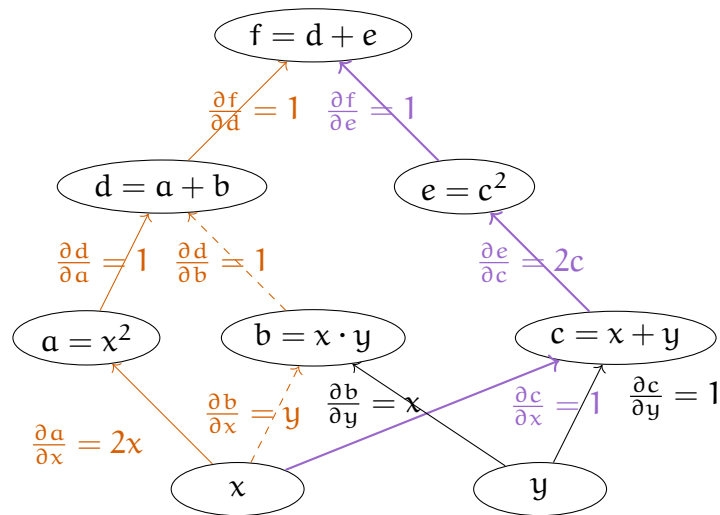 f = d + e
∂f/∂d = 1
∂f/∂e = 1
d = a + b
e = c²
∂d/∂a = 1
∂d/∂b = 1
∂e/∂c = 2c
a = x²
b = x · y
c = x + y
∂a/∂x = 2x
∂b/∂x = y
∂b/∂y = x
∂c/∂x = 1
∂c/∂y = 1
x
y